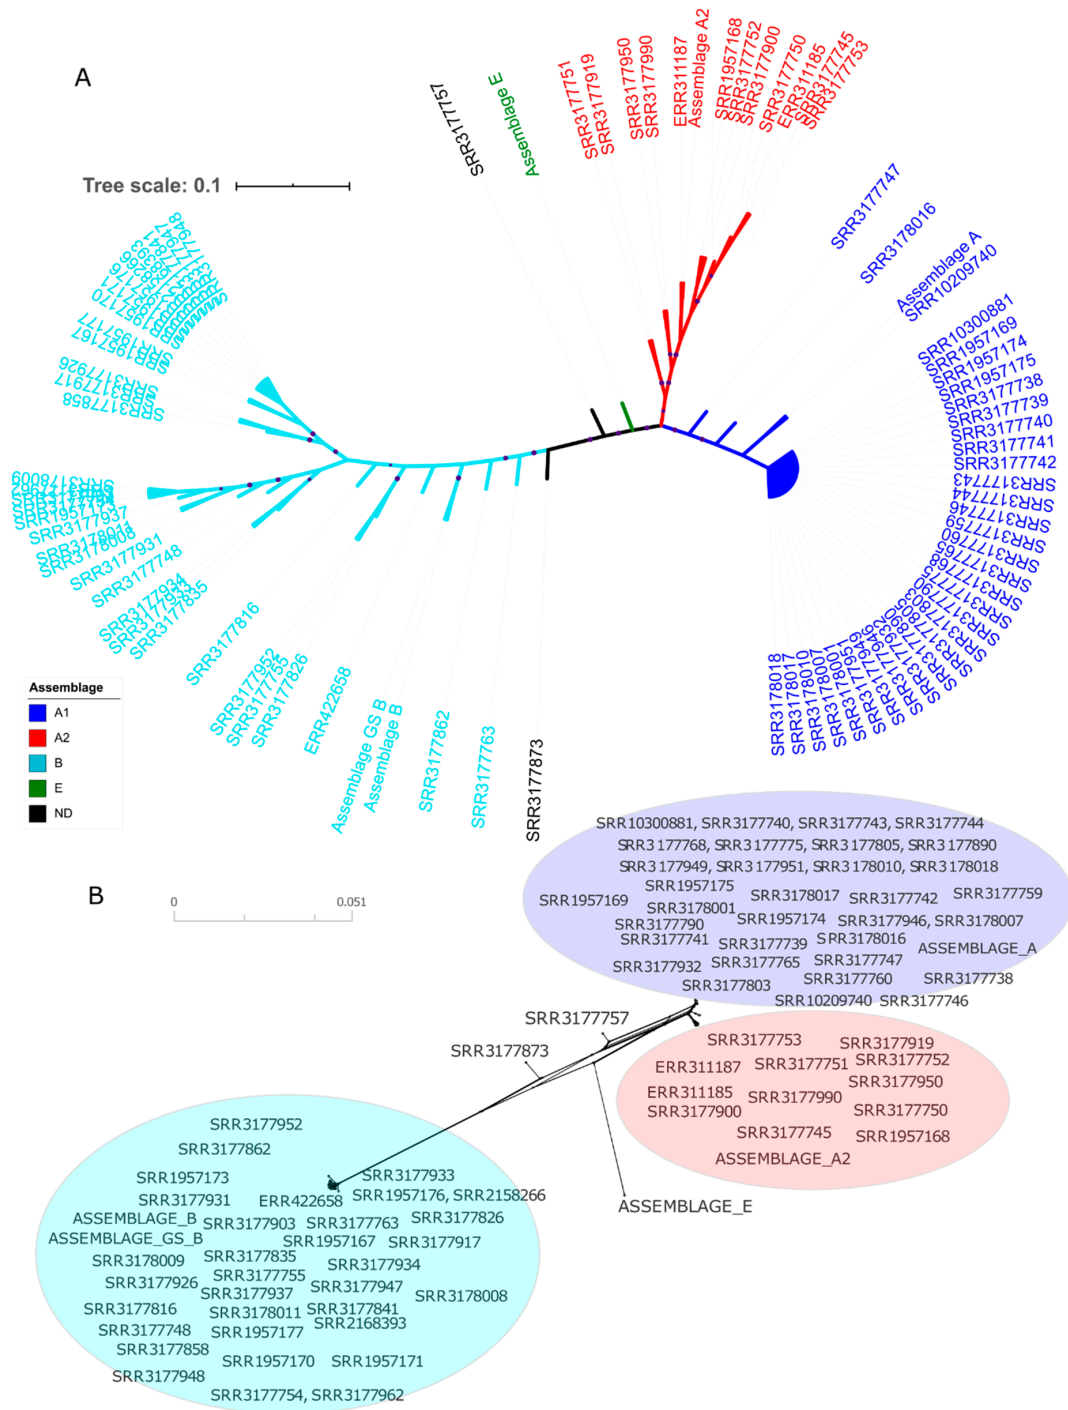 A
SRR3177757
Assemblage E
SRR3177751
SRR3177919
SRR3177950
SRR3177990
ERR311187
Assemblage A2
SRR1957168
SRR3177752
SRR3177900
SRR3177750
ERR311185
SRR3177745
SRR3177753
Tree scale: 0.1
SRR3177747
SRR3178016
Assemblage A
SRR10209740
SRR10300881
SRR1957169
SRR1957174
SRR1957175
SRR3177738
SRR3177739
SRR3177740
SRR3177741
SRR3177742
SRR3177743
SRR3177744
SRR3177746
SRR3177759
SRR3177760
SRR3178001
SRR3178007
SRR3178010
SRR3178017
SRR3178018
SRR1957177
SRR1957167
SRR3177926
SRR3177917
SRR3177858
SRR3178009
SRR3177937
SRR3178011
SRR3178008
SRR3177931
SRR3177748
SRR3177934
SRR3177933
SRR3177835
SRR3177816
SRR3177952
SRR3177755
SRR3177826
ERR422658
Assemblage GS B
Assemblage B
SRR3177862
SRR3177763
SRR3177873
Assemblage
A1
A2
B
E
ND
B
0 0.051
SRR10300881, SRR3177740, SRR3177743, SRR3177744
SRR3177768, SRR3177775, SRR3177805, SRR3177890
SRR3177949, SRR3177951, SRR3178010, SRR3178018
SRR1957175
SRR1957169 SRR3178017 SRR3177742 SRR3177759
SRR3178001
SRR3177790 SRR1957174 SRR3177946, SRR3178007
SRR3177741 SRR3177739 SRR3178016 ASSEMBLAGE_A
SRR3177932 SRR3177765 SRR3177747
SRR3177803 SRR3177760 SRR3177738
SRR10209740 SRR3177746
SRR3177757
SRR3177873
SRR3177753 SRR3177919
ERR311187 SRR3177751 SRR3177752
ERR311185 SRR3177990 SRR3177950
SRR3177900 SRR3177750
SRR3177745 SRR1957168
ASSEMBLAGE_A2
ASSEMBLAGE_E
SRR3177952
SRR3177862
SRR1957173 SRR3177933
SRR3177931 ERR422658 SRR1957176, SRR2158266
ASSEMBLAGE_B SRR3177903 SRR3177763 SRR3177826
ASSEMBLAGE_GS_B SRR1957167 SRR3177917
SRR3178009 SRR3177835 SRR3177934
SRR3177926 SRR3177755 SRR3177947
SRR3177937 SRR3178008
SRR3177816 SRR3178011 SRR3177841
SRR3177748 SRR1957177 SRR2168393
SRR3177858
SRR1957170 SRR1957171
SRR3177948
SRR3177754, SRR3177962